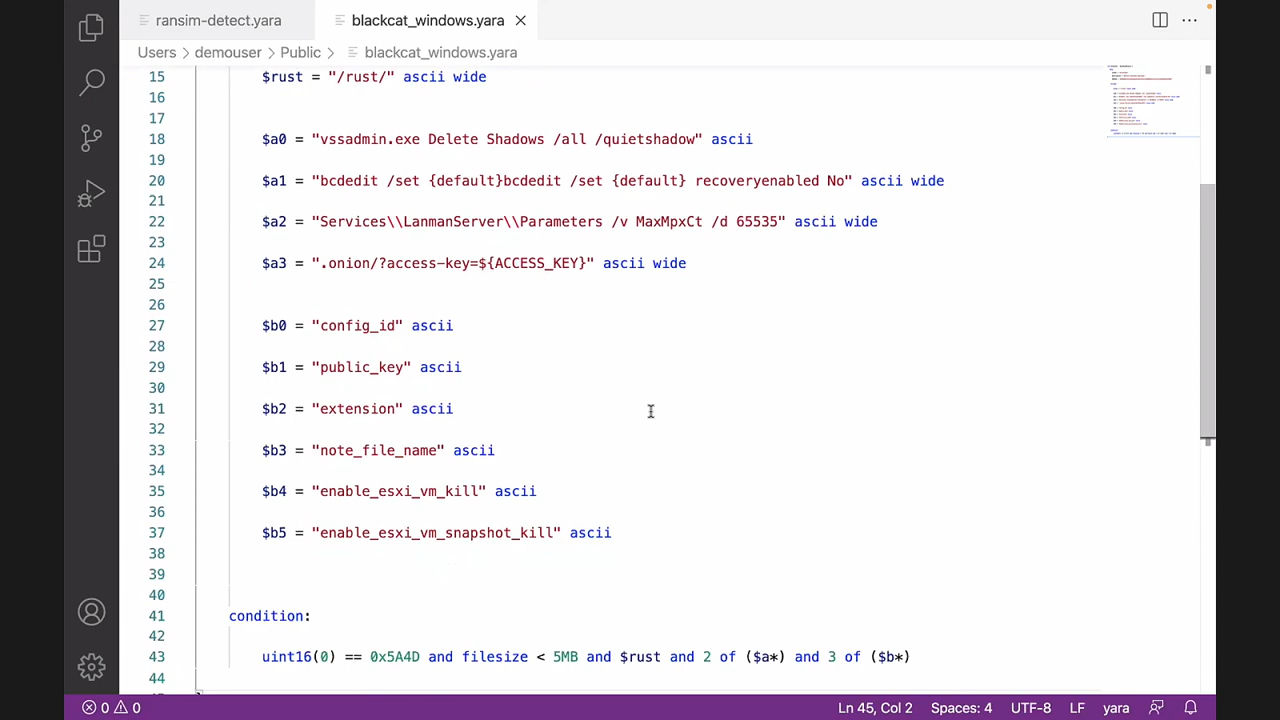 ransim-detect.yara
blackcat_windows.yara
Users demouser Public blackcat_windows.yara
15 $rust = "/rust/" ascii wide
16
17
18 $a0 = "vssadmin.exe Delete Shadows /all /quietshadow" ascii
19
20 $a1 = "bcdedit /set {default}bcdedit /set {default} recoveryenabled No" ascii wide
21
22 $a2 = "Services\\LanmanServer\\Parameters /v MaxMpxCt /d 65535" ascii wide
23
24 $a3 = ".onion/?access-key=${ACCESS_KEY}" ascii wide
25
26
27 $b0 = "config_id" ascii
28
29 $b1 = "public_key" ascii
30
31 $b2 = "extension" ascii
32
33 $b3 = "note_file_name" ascii
34
35 $b4 = "enable_esxi_vm_kill" ascii
36
37 $b5 = "enable_esxi_vm_snapshot_kill" ascii
38
39
40
41 condition:
42
43 uint16(0) == 0x5A4D and filesize < 5MB and $rust and 2 of ($a*) and 3 of ($b*)
44
0 0 Ln 45, Col 2 Spaces: 4 UTF-8 LF yara